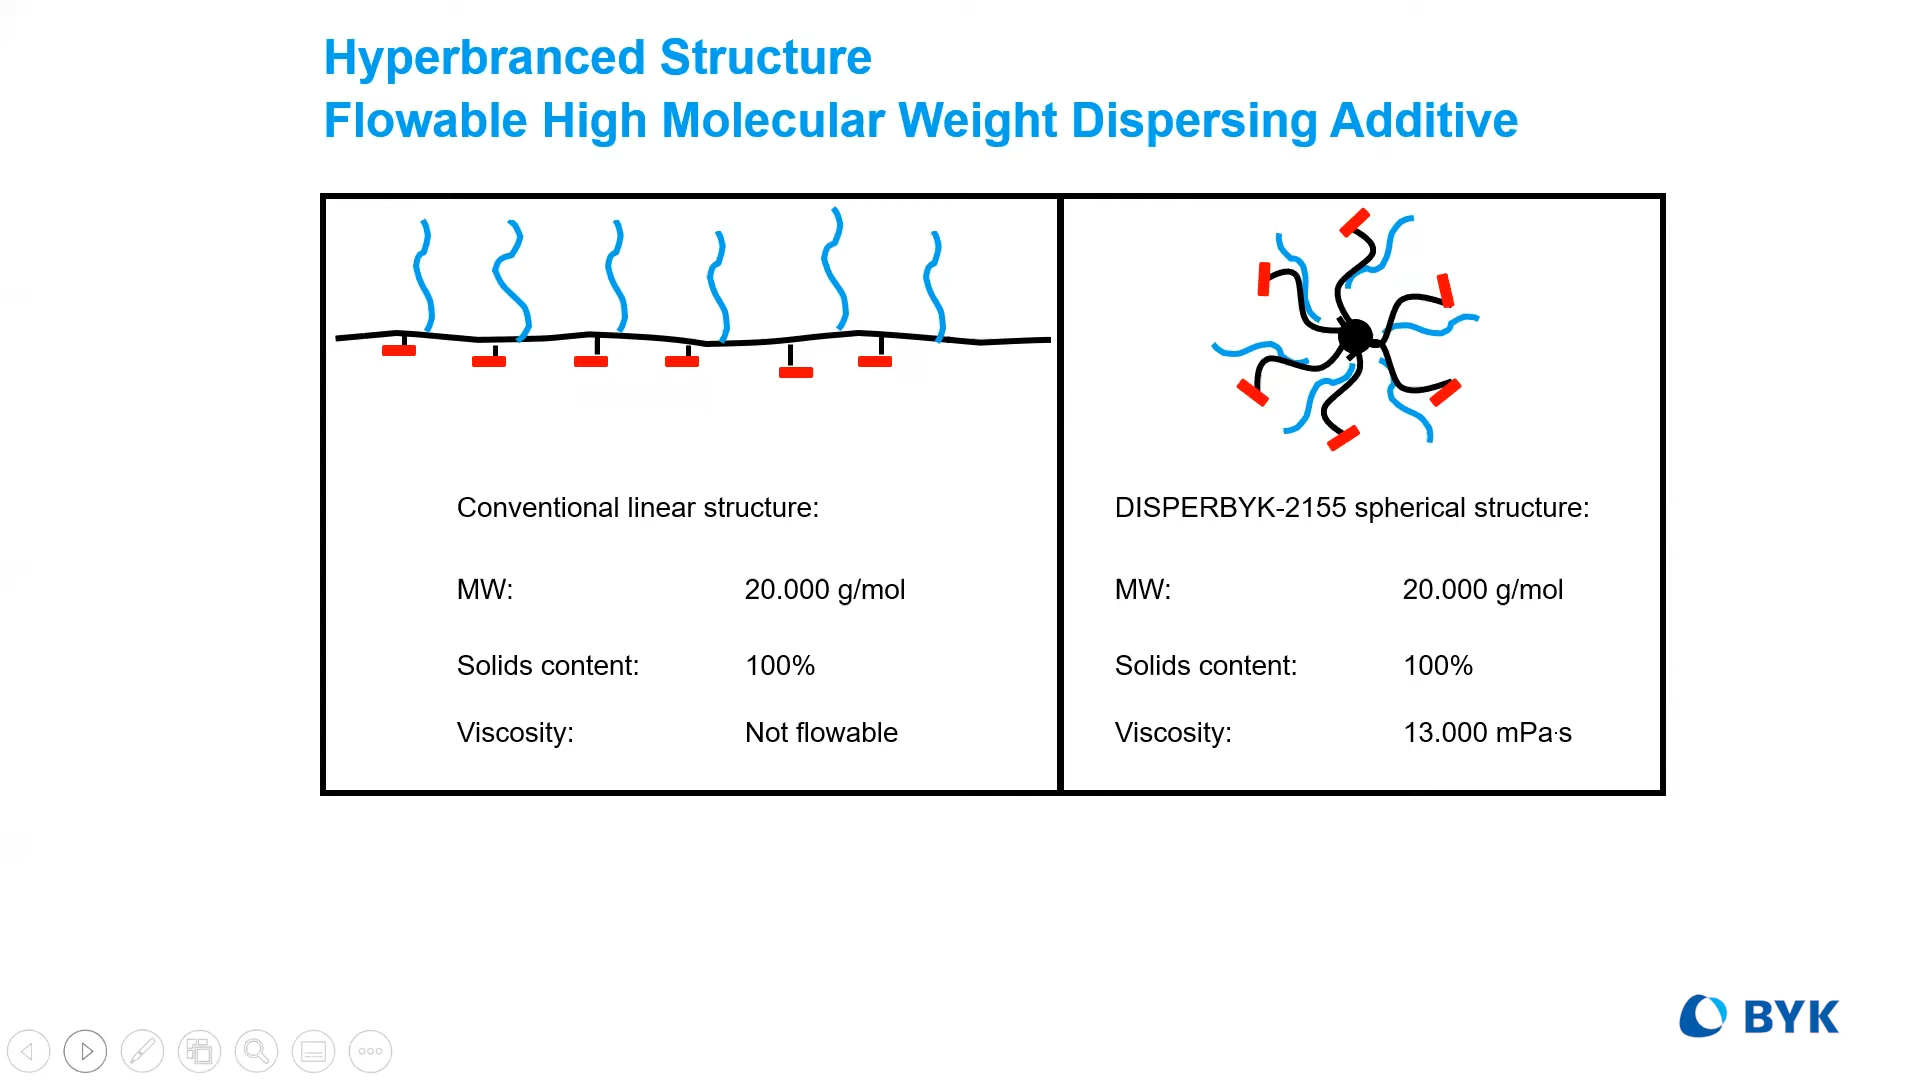 Hyperbranced Structure
Flowable High Molecular Weight Dispersing Additive
Conventional linear structure:
MW: 20.000 g/mol
Solids content: 100%
Viscosity: Not flowable
DISPERBYK-2155 spherical structure:
MW: 20.000 g/mol
Solids content: 100%
Viscosity: 13.000 mPa·s
BYK